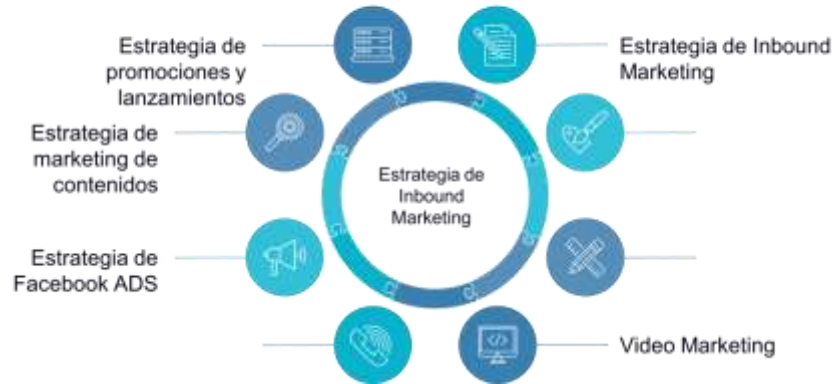 Estrategia de
promociones y
lanzamientos
Estrategia de Inbound
Marketing
Estrategia de
marketing de
contenidos
Estrategia de
Inbound
Marketing
Estrategia de
Facebook ADS
Video Marketing